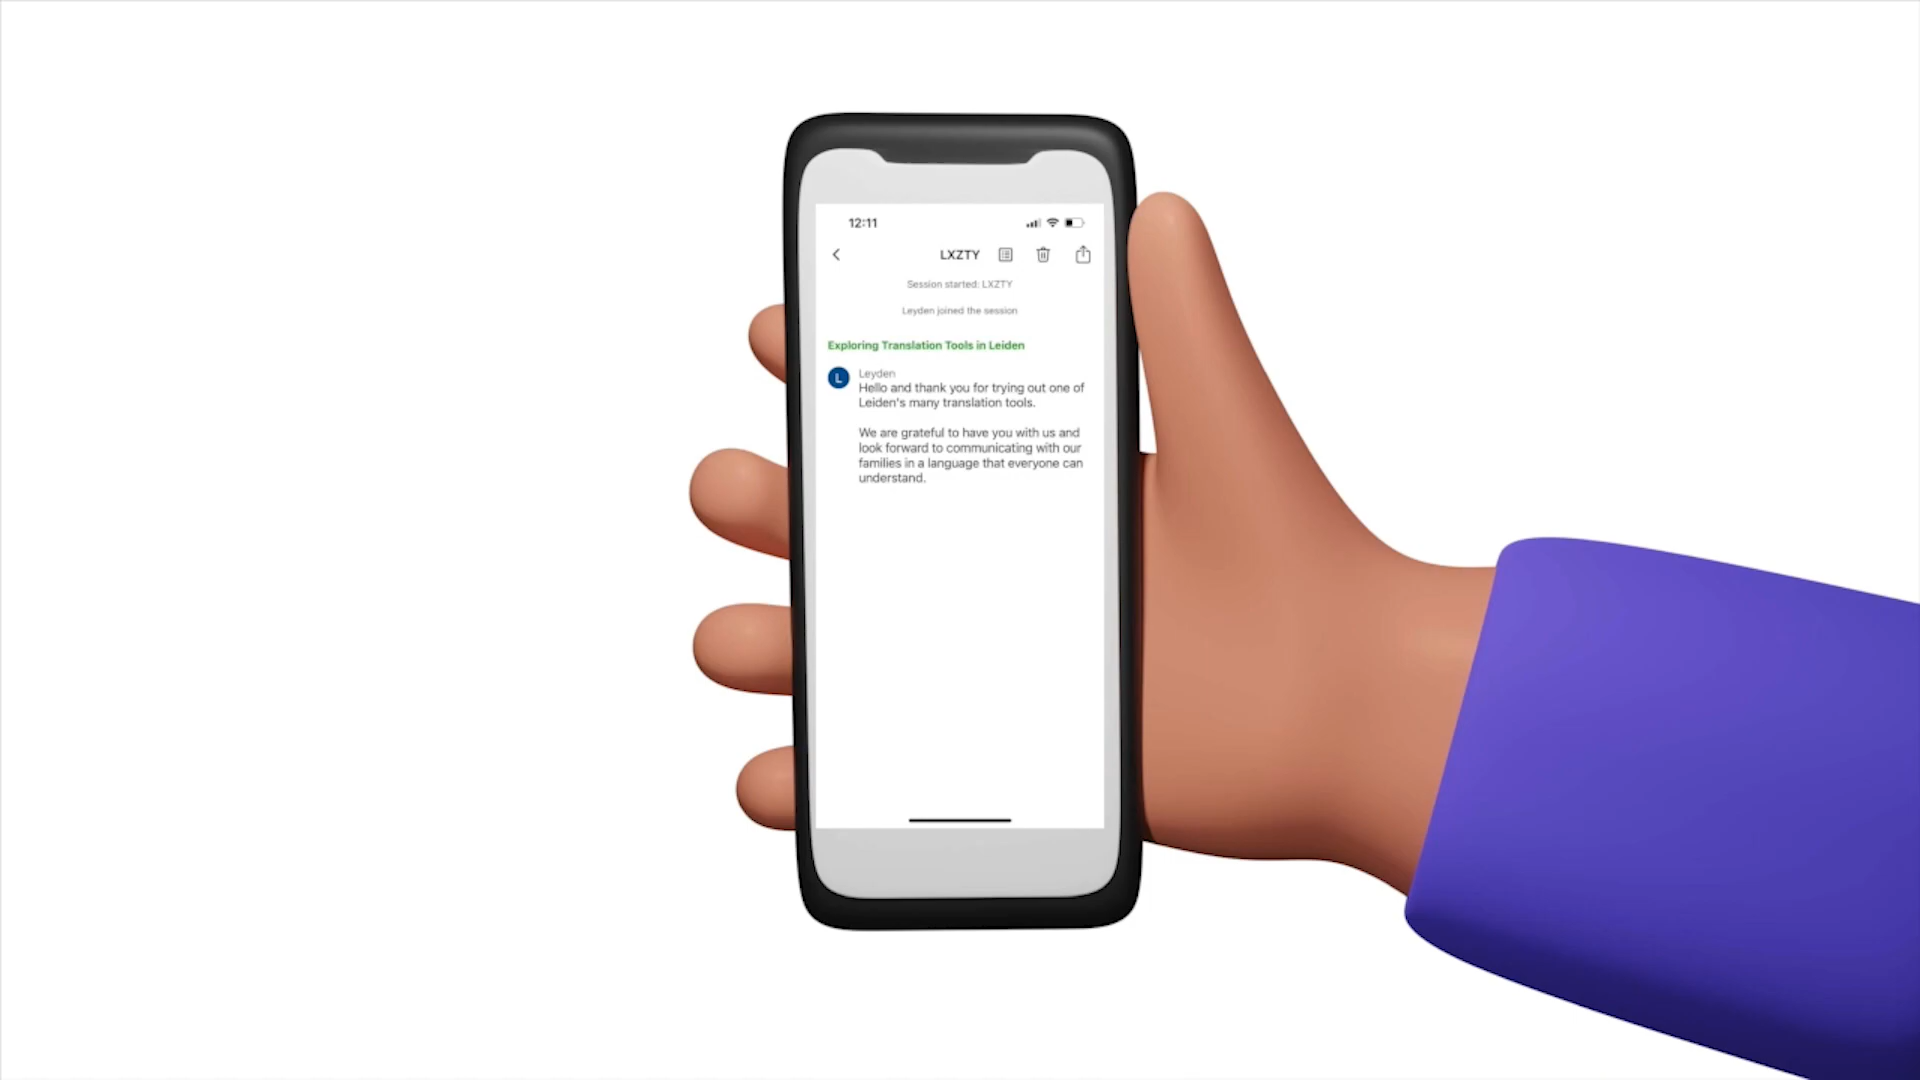 12:11
LXZTY
Session started: LXZTY
Leyden joined the session
Exploring Translation Tools in Leiden
L
Leyden
Hello and thank you for trying out one of
Leiden's many translation tools.
We are grateful to have you with us and
look forward to communicating with our
families in a language that everyone can
understand.